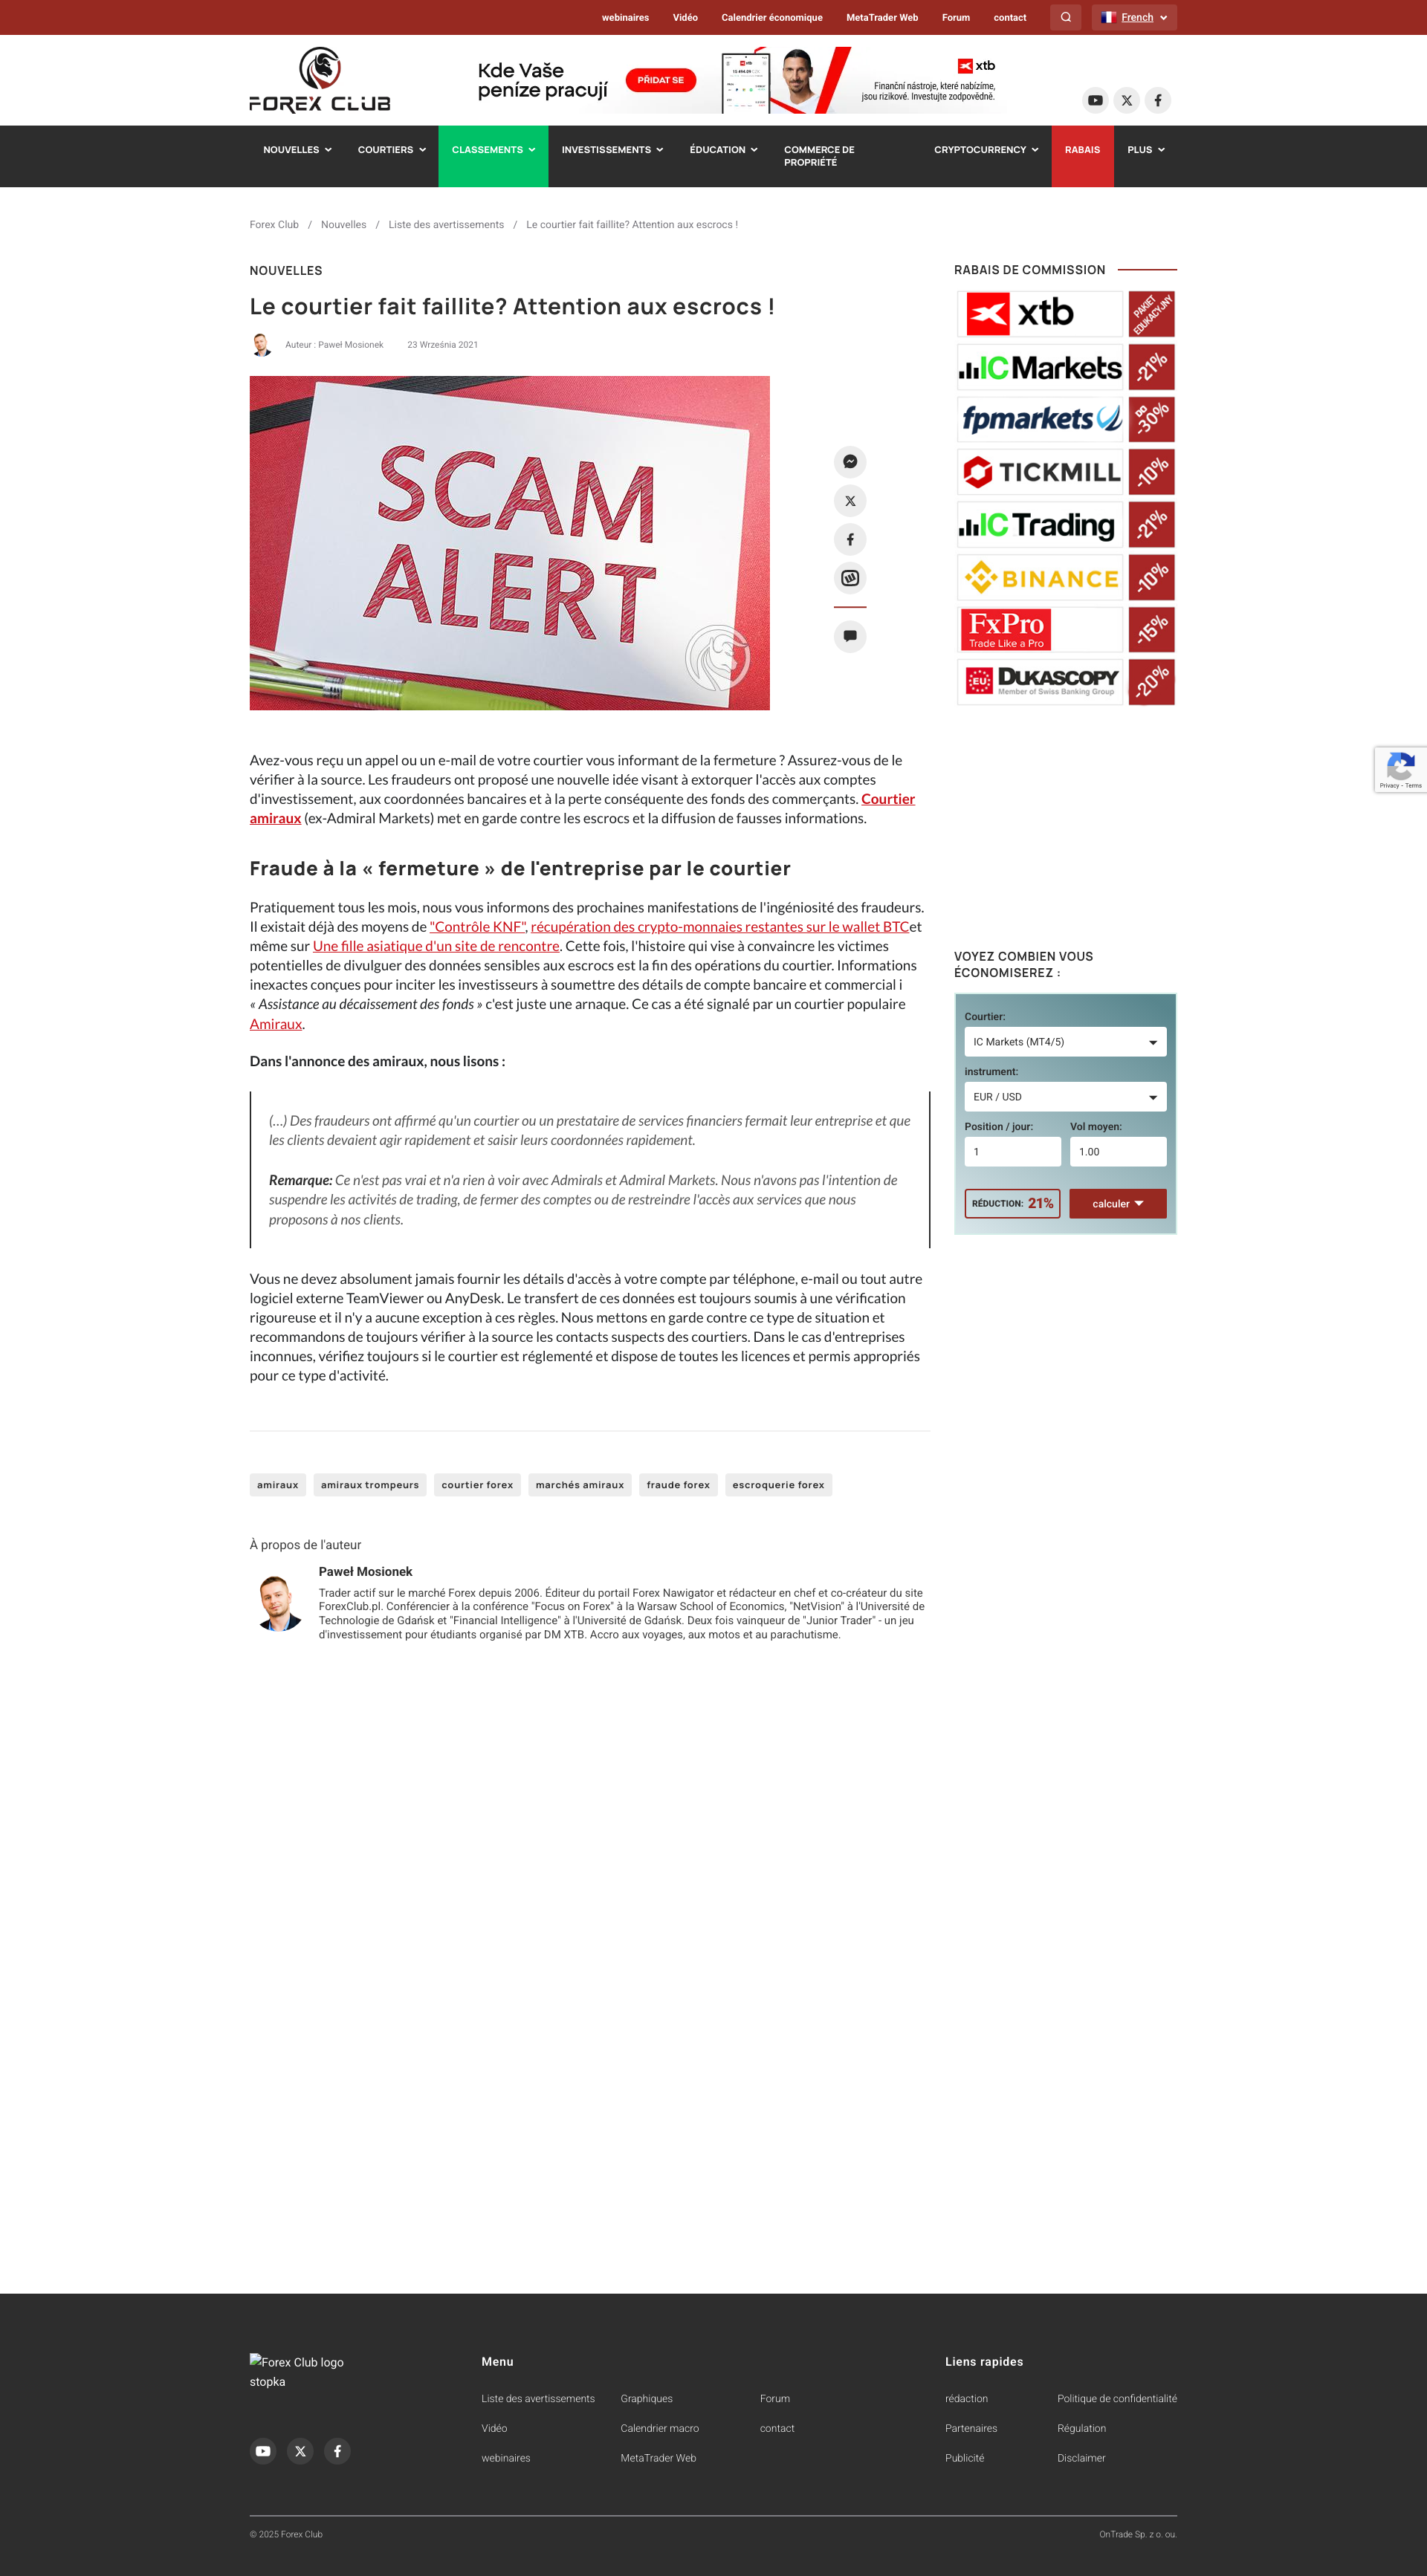 webinaires Vidéo Calendrier économique MetaTrader Web Forum contact French
FOREX CLUB
Kde Vaše
peníze pracují
PŘIDAT SE
xtb
Finanční nástroje, které nabízíme,
jsou rizikové. Investujte zodpovědně.
NOUVELLES COURTIERS CLASSEMENTS INVESTISSEMENTS ÉDUCATION COMMERCE DE PROPRIÉTÉ CRYPTOCURRENCY RABAIS PLUS
Forex Club / Nouvelles / Liste des avertissements / Le courtier fait faillite? Attention aux escrocs !
NOUVELLES
Le courtier fait faillite? Attention aux escrocs !
Auteur : Paweł Mosionek 23 Września 2021
SCAM
ALERT
Avez-vous reçu un appel ou un e-mail de votre courtier vous informant de la fermeture ? Assurez-vous de le
vérifier à la source. Les fraudeurs ont proposé une nouvelle idée visant à extorquer l'accès aux comptes
d'investissement, aux coordonnées bancaires et à la perte conséquente des fonds des commerçants. Courtier
amiraux (ex-Admiral Markets) met en garde contre les escrocs et la diffusion de fausses informations.
Fraude à la « fermeture » de l'entreprise par le courtier
Pratiquement tous les mois, nous vous informons des prochaines manifestations de l'ingéniosité des fraudeurs.
Il existait déjà des moyens de "Contrôle KNF", récupération des crypto-monnaies restantes sur le wallet BTCet
même sur Une fille asiatique d'un site de rencontre. Cette fois, l'histoire qui vise à convaincre les victimes
potentielles de divulguer des données sensibles aux escrocs est la fin des opérations du courtier. Informations
inexactes conçues pour inciter les investisseurs à soumettre des détails de compte bancaire et commercial i
« Assistance au décaissement des fonds » c'est juste une arnaque. Ce cas a été signalé par un courtier populaire
Amiraux.
Dans l'annonce des amiraux, nous lisons :
(…) Des fraudeurs ont affirmé qu'un courtier ou un prestataire de services financiers fermait leur entreprise et que
les clients devaient agir rapidement et saisir leurs coordonnées rapidement.
Remarque: Ce n'est pas vrai et n'a rien à voir avec Admirals et Admiral Markets. Nous n'avons pas l'intention de
suspendre les activités de trading, de fermer des comptes ou de restreindre l'accès aux services que nous
proposons à nos clients.
Vous ne devez absolument jamais fournir les détails d'accès à votre compte par téléphone, e-mail ou tout autre
logiciel externe TeamViewer ou AnyDesk. Le transfert de ces données est toujours soumis à une vérification
rigoureuse et il n'y a aucune exception à ces règles. Nous mettons en garde contre ce type de situation et
recommandons de toujours vérifier à la source les contacts suspects des courtiers. Dans le cas d'entreprises
inconnues, vérifiez toujours si le courtier est réglementé et dispose de toutes les licences et permis appropriés
pour ce type d'activité.
amiraux amiraux trompeurs courtier forex marchés amiraux fraude forex escroquerie forex
À propos de l'auteur
Paweł Mosionek
Trader actif sur le marché Forex depuis 2006. Éditeur du portail Forex Nawigator et rédacteur en chef et co-créateur du site
ForexClub.pl. Conférencier à la conférence "Focus on Forex" à la Warsaw School of Economics, "NetVision" à l'Université de
Technologie de Gdańsk et "Financial Intelligence" à l'Université de Gdańsk. Deux fois vainqueur de "Junior Trader" - un jeu
d'investissement pour étudiants organisé par DM XTB. Accro aux voyages, aux motos et au parachutisme.
RABAIS DE COMMISSION
xtb PAKIET EDUKACYJNY
IC Markets -21%
fpmarkets DO -30%
TICKMILL -10%
IC Trading -21%
BINANCE -10%
FxPro Trade Like a Pro -15%
EU DUKASCOPY Member of Swiss Banking Group -20%
Privacy - Terms
VOYEZ COMBIEN VOUS
ÉCONOMISEREZ :
Courtier:
IC Markets (MT4/5)
instrument:
EUR / USD
Position / jour: Vol moyen:
1 1.00
RÉDUCTION: 21% calculer
Forex Club logo
stopka
Menu
Liste des avertissements Graphiques Forum
Vidéo Calendrier macro contact
webinaires MetaTrader Web
Liens rapides
rédaction Politique de confidentialité
Partenaires Régulation
Publicité Disclaimer
© 2025 Forex Club OnTrade Sp. z o. ou.